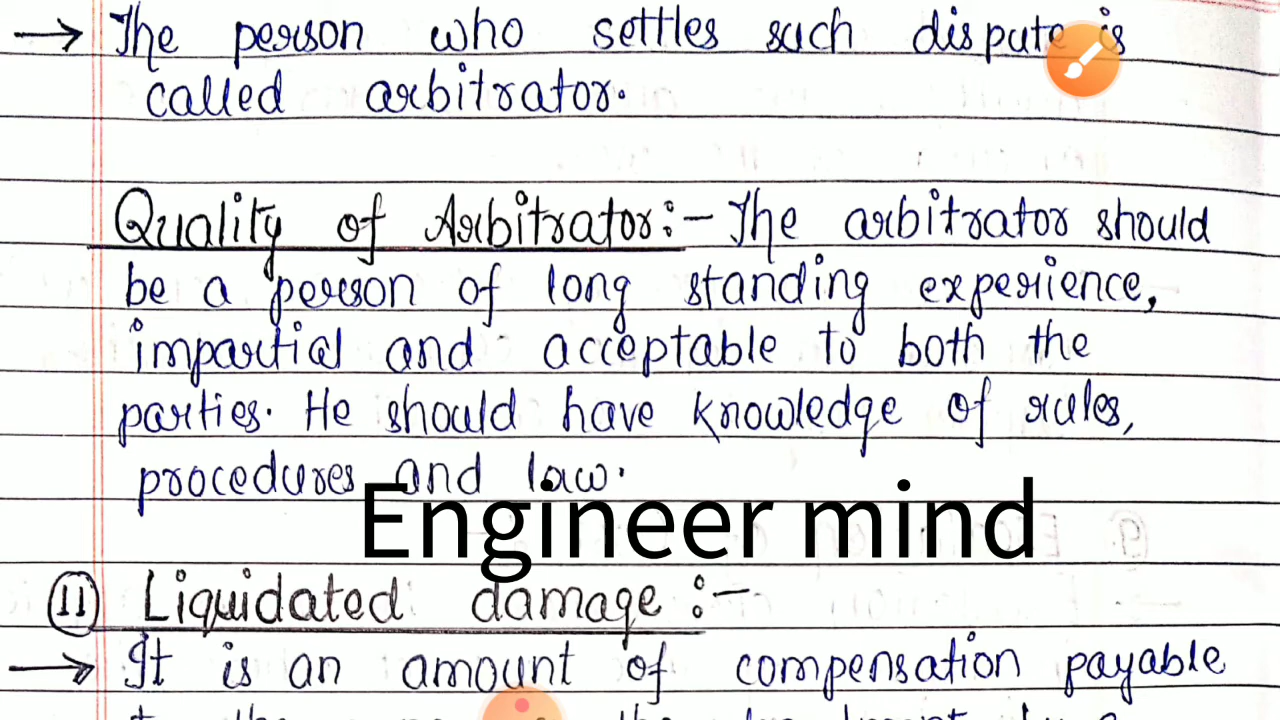 → The person who settles such dispute is
called arbitrator.
Quality of Arbitrator:- The arbitrator should
be a person of long standing experience,
impartial and acceptable to both the
parties. He should have knowledge of rules,
procedures and law.
Engineer mind
11 Liquidated damage :-
→ It is an amount of compensation payable